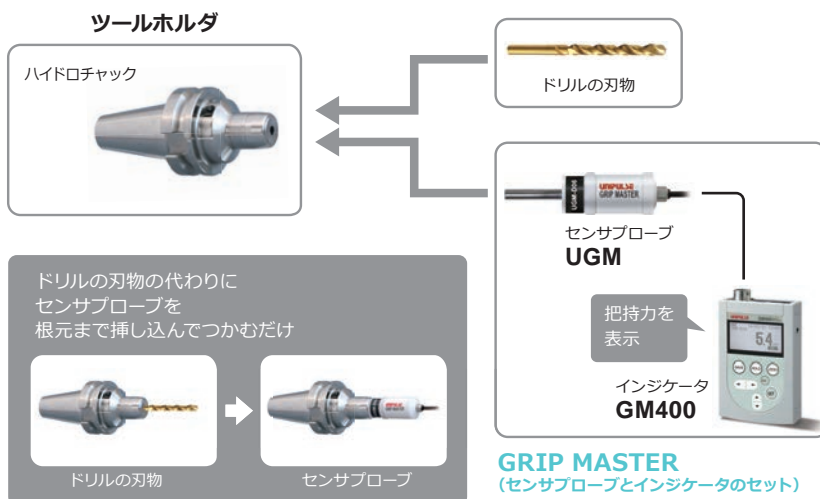 ツールホルダ
ハイドロチャック
ドリルの刃物
UGM-D06
UNIPULSE
GRIP MASTER
センサプローブ
UGM
ドリルの刃物の代わりに
センサプローブを
根元まで挿し込んでつかむだけ
ドリルの刃物
センサプローブ
把持力を
表示
UNIPULSE
5.4
インジケータ
GM400
GRIP MASTER
(センサプローブとインジケータのセット)